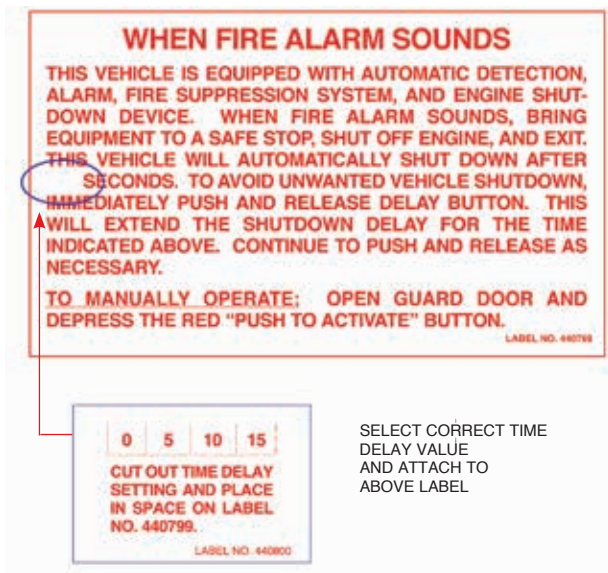 WHEN FIRE ALARM SOUNDS
THIS VEHICLE IS EQUIPPED WITH AUTOMATIC DETECTION,
ALARM, FIRE SUPPRESSION SYSTEM, AND ENGINE SHUT-
DOWN DEVICE. WHEN FIRE ALARM SOUNDS, BRING
EQUIPMENT TO A SAFE STOP, SHUT OFF ENGINE, AND EXIT.
THIS VEHICLE WILL AUTOMATICALLY SHUT DOWN AFTER
SECONDS. TO AVOID UNWANTED VEHICLE SHUTDOWN,
IMMEDIATELY PUSH AND RELEASE DELAY BUTTON. THIS
WILL EXTEND THE SHUTDOWN DELAY FOR THE TIME
INDICATED ABOVE. CONTINUE TO PUSH AND RELEASE AS
NECESSARY.
TO MANUALLY OPERATE: OPEN GUARD DOOR AND
DEPRESS THE RED “PUSH TO ACTIVATE” BUTTON.
LABEL NO. 440799
0 5 10 15
CUT OUT TIME DELAY
SETTING AND PLACE
IN SPACE ON LABEL
NO. 440799.
LABEL NO. 440800
SELECT CORRECT TIME
DELAY VALUE
AND ATTACH TO
ABOVE LABEL